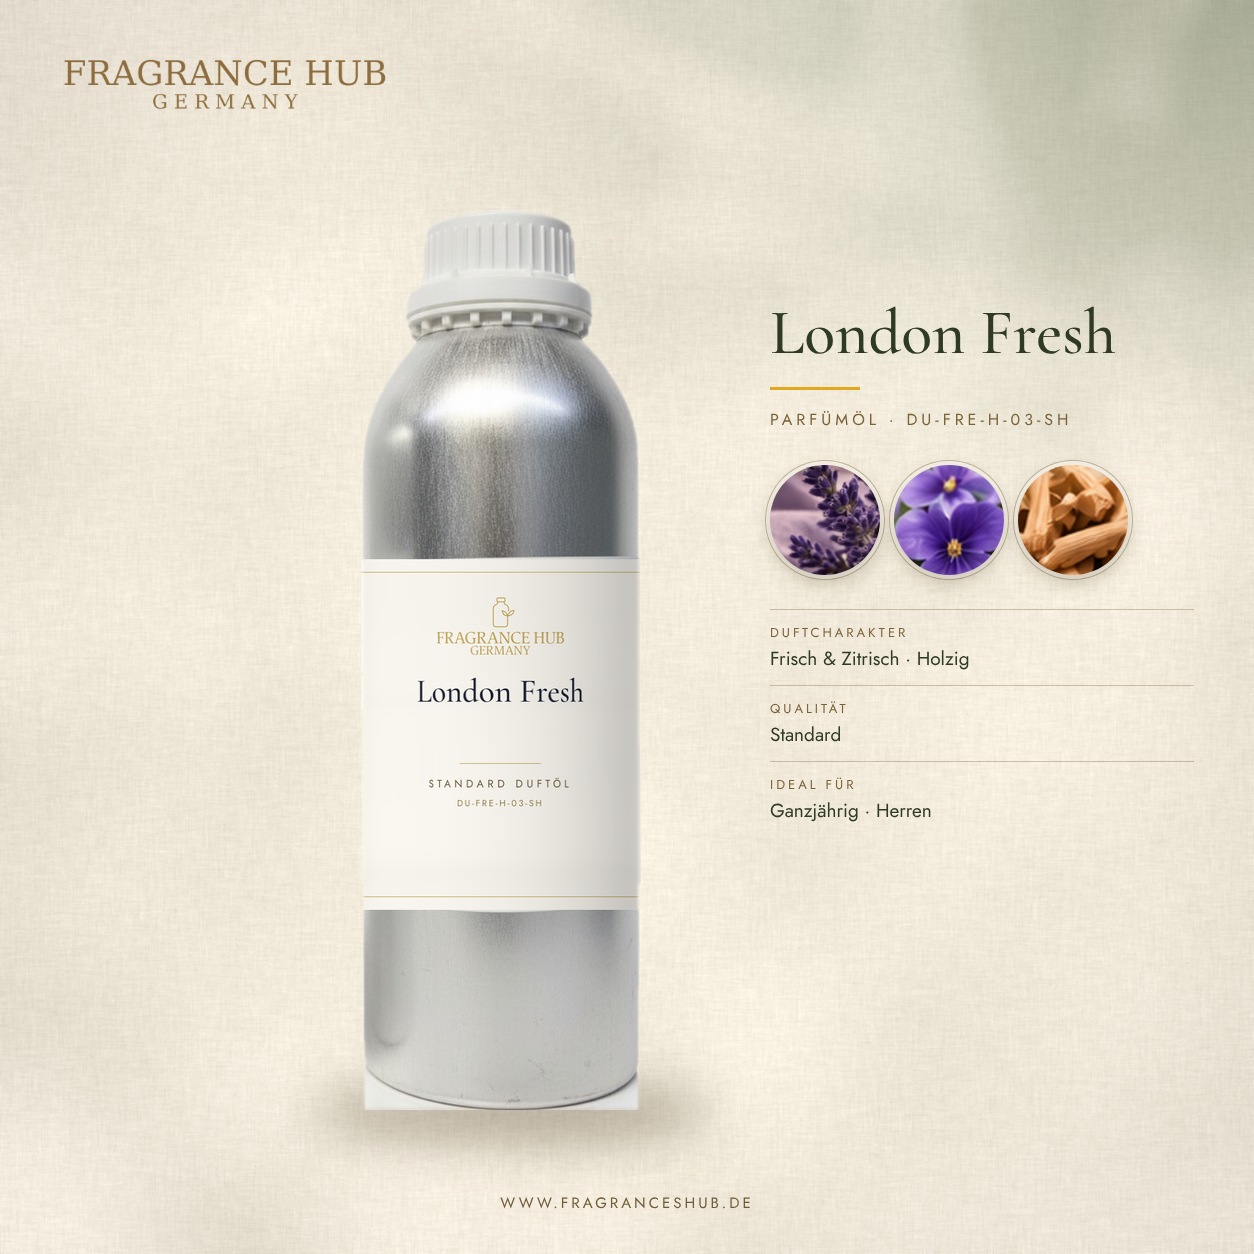 FRAGRANCE HUB
GERMANY
London Fresh
PARFÜMÖL · DU-FRE-H-03-SH
DUFTCHARAKTER
Frisch & Zitrisch · Holzig
QUALITÄT
Standard
IDEAL FÜR
Ganzjährig · Herren
FRAGRANCE HUB
GERMANY
London Fresh
STANDARD DUFTÖL
DU-FRE-H-03-SH
WWW.FRAGRANCESHUB.DE